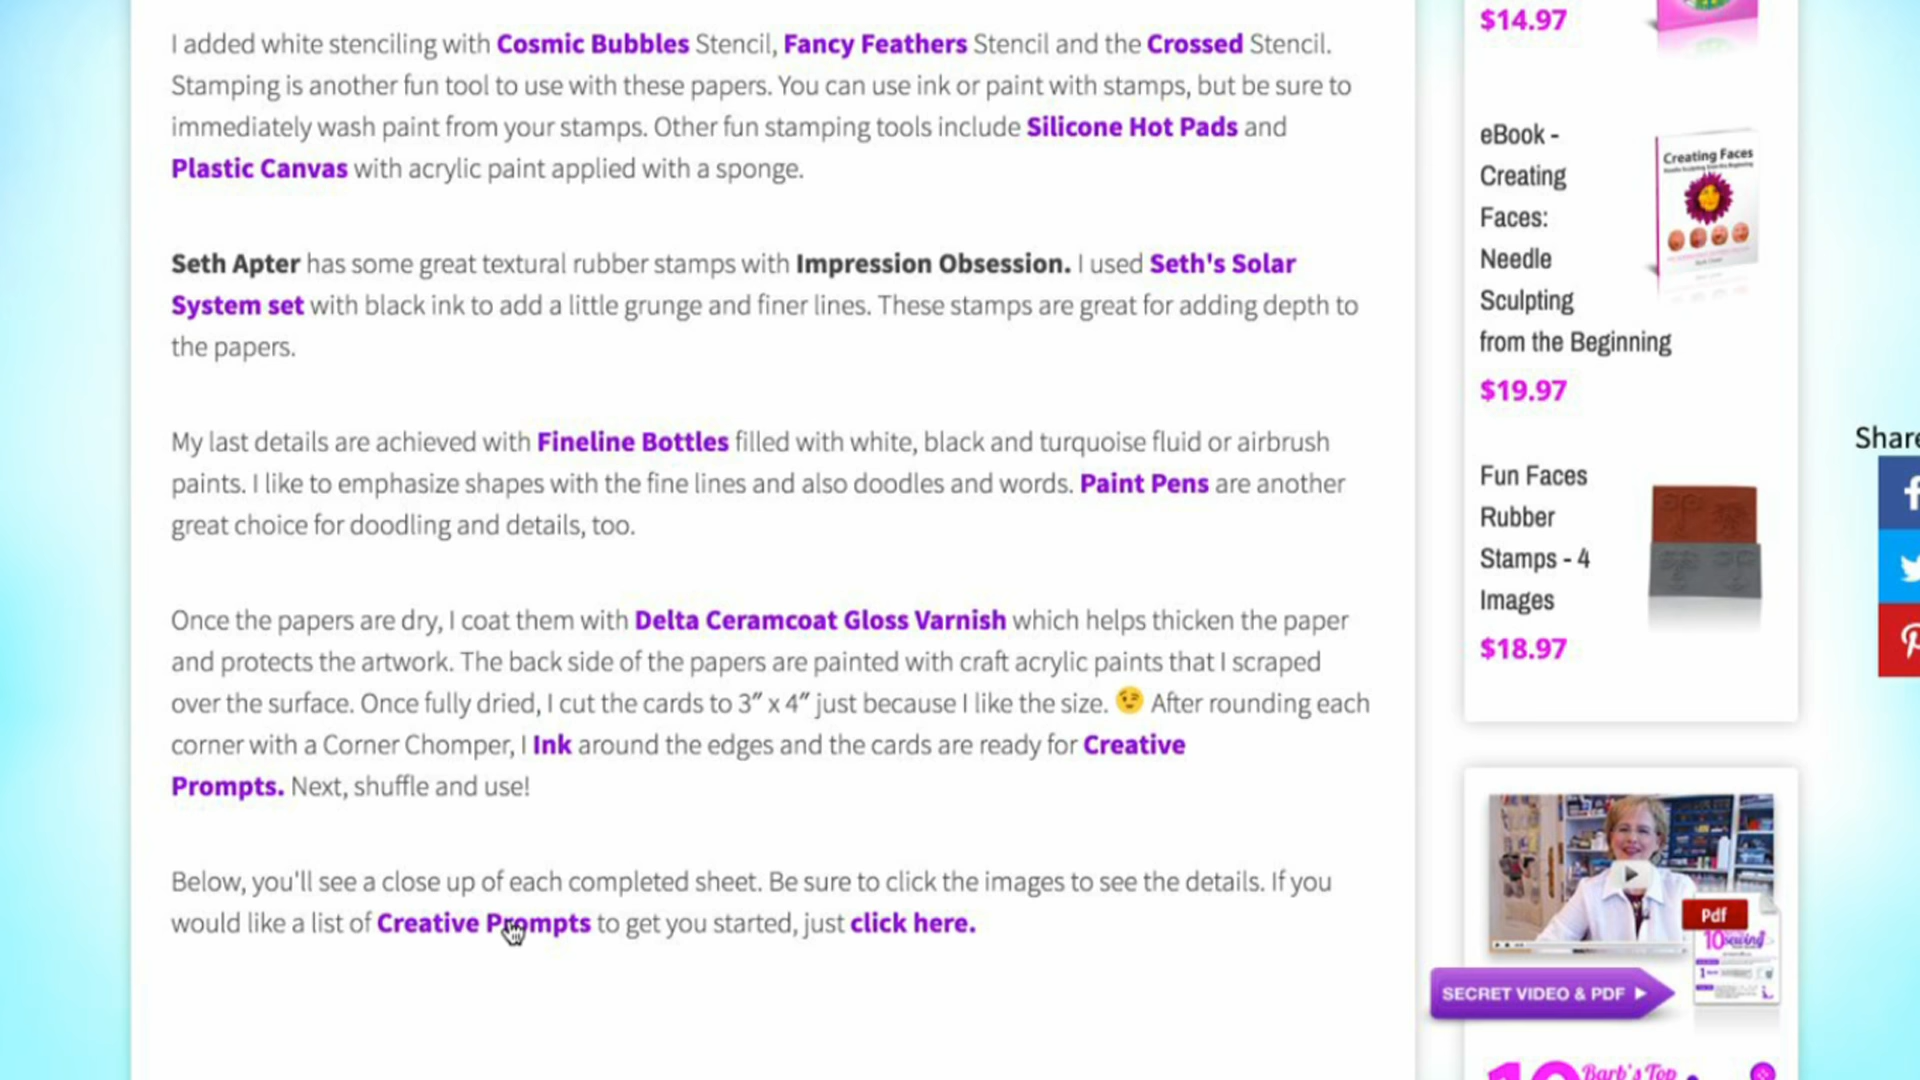 I added white stenciling with Cosmic Bubbles Stencil, Fancy Feathers Stencil and the Crossed Stencil.
Stamping is another fun tool to use with these papers. You can use ink or paint with stamps, but be sure to
immediately wash paint from your stamps. Other fun stamping tools include Silicone Hot Pads and
Plastic Canvas with acrylic paint applied with a sponge.
Seth Apter has some great textural rubber stamps with Impression Obsession. I used Seth's Solar
System set with black ink to add a little grunge and finer lines. These stamps are great for adding depth to
the papers.
My last details are achieved with Fineline Bottles filled with white, black and turquoise fluid or airbrush
paints. I like to emphasize shapes with the fine lines and also doodles and words. Paint Pens are another
great choice for doodling and details, too.
Once the papers are dry, I coat them with Delta Ceramcoat Gloss Varnish which helps thicken the paper
and protects the artwork. The back side of the papers are painted with craft acrylic paints that I scraped
over the surface. Once fully dried, I cut the cards to 3″ x 4″ just because I like the size. 😉 After rounding each
corner with a Corner Chomper, I Ink around the edges and the cards are ready for Creative
Prompts. Next, shuffle and use!
Below, you'll see a close up of each completed sheet. Be sure to click the images to see the details. If you
would like a list of Creative Prompts to get you started, just click here.
$14.97
eBook -
Creating
Faces:
Needle
Sculpting
from the Beginning
$19.97
Creating Faces
Fun Faces
Rubber
Stamps - 4
Images
$18.97
Share
Pdf
10 sewing
SECRET VIDEO & PDF
10 Barb's Top